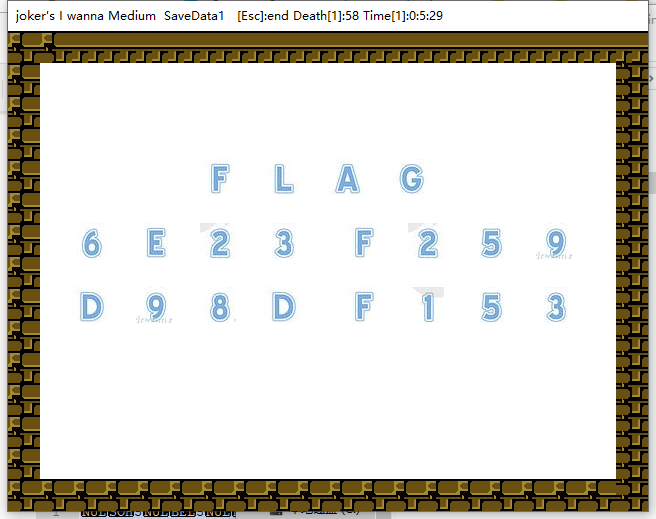 joker's I wanna Medium SaveData1 [Esc]:end Death[1]:58 Time[1]:0:5:29
F L A G
6 E 2 3 F 2 5 9
D 9 8 D F 1 5 3